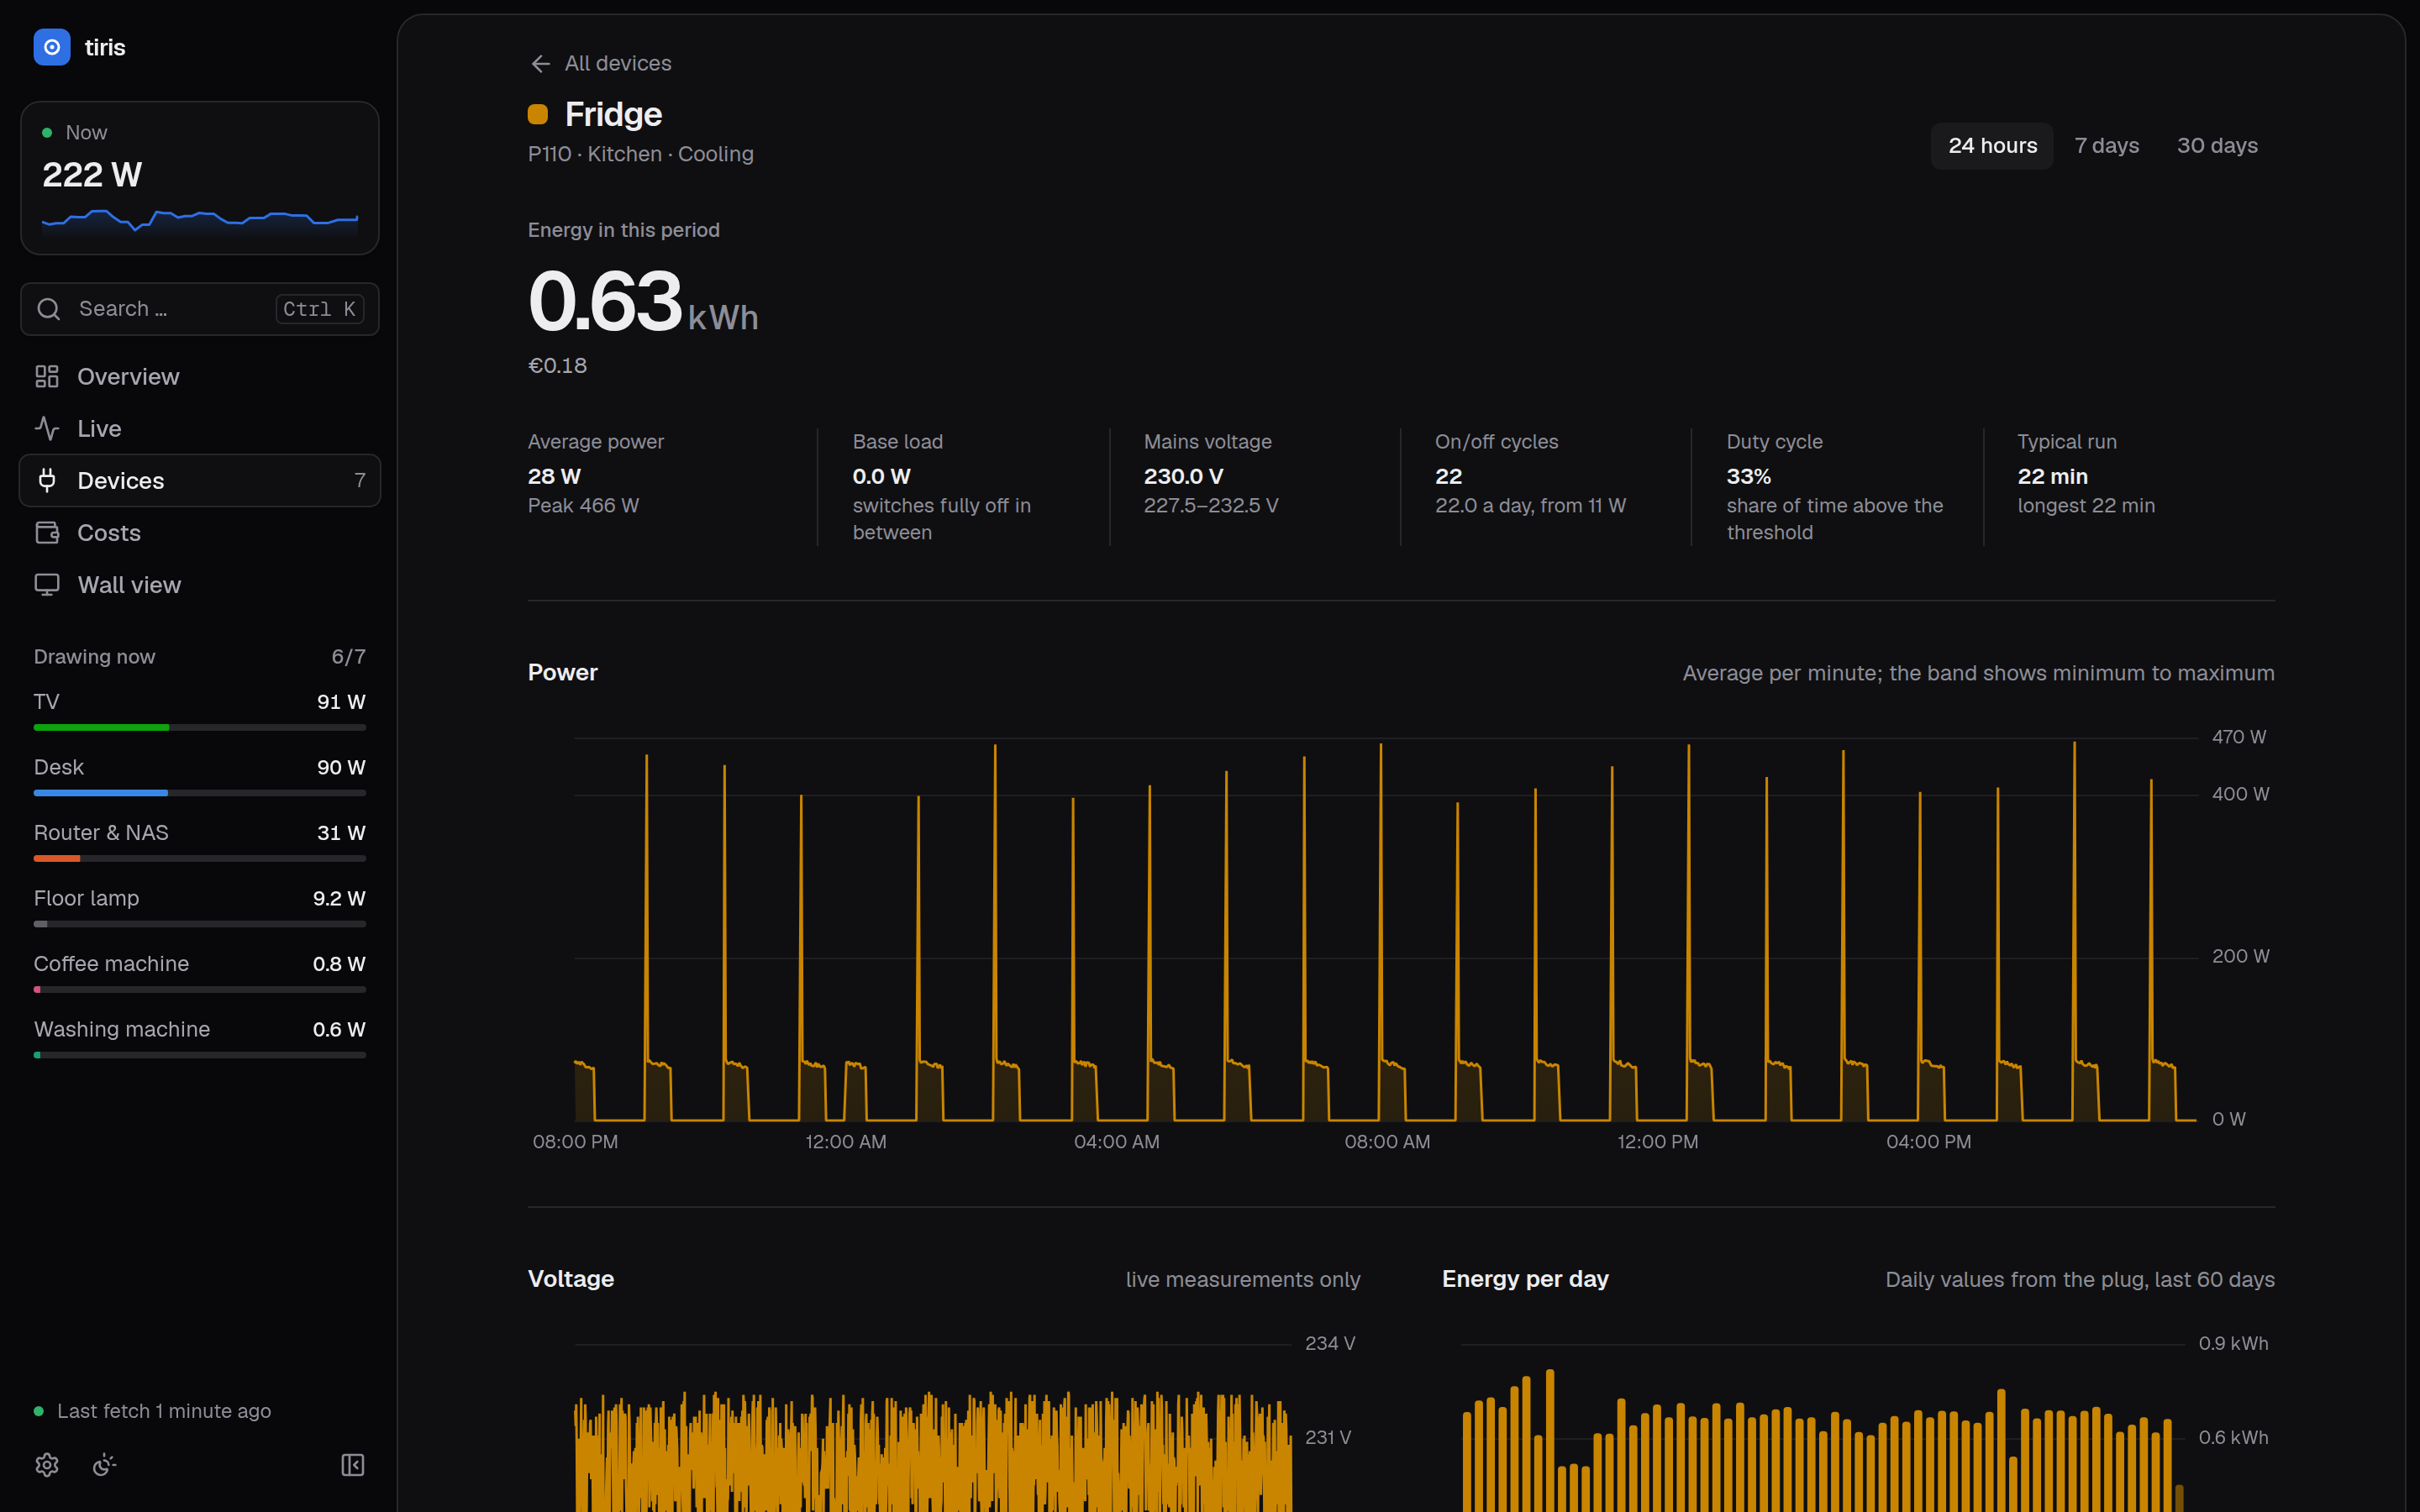 tiris
Now
222 W
Search ...
Ctrl K
Overview
Live
Devices 7
Costs
Wall view
Drawing now 6/7
TV 91 W
Desk 90 W
Router & NAS 31 W
Floor lamp 9.2 W
Coffee machine 0.8 W
Washing machine 0.6 W
Last fetch 1 minute ago
All devices
Fridge
P110 · Kitchen · Cooling
24 hours 7 days 30 days
Energy in this period
0.63 kWh
€0.18
Average power
28 W
Peak 466 W
Base load
0.0 W
switches fully off in
between
Mains voltage
230.0 V
227.5–232.5 V
On/off cycles
22
22.0 a day, from 11 W
Duty cycle
33%
share of time above the
threshold
Typical run
22 min
longest 22 min
Power
Average per minute; the band shows minimum to maximum
470 W
400 W
200 W
0 W
08:00 PM 12:00 AM 04:00 AM 08:00 AM 12:00 PM 04:00 PM
Voltage
live measurements only
234 V
231 V
Energy per day
Daily values from the plug, last 60 days
0.9 kWh
0.6 kWh